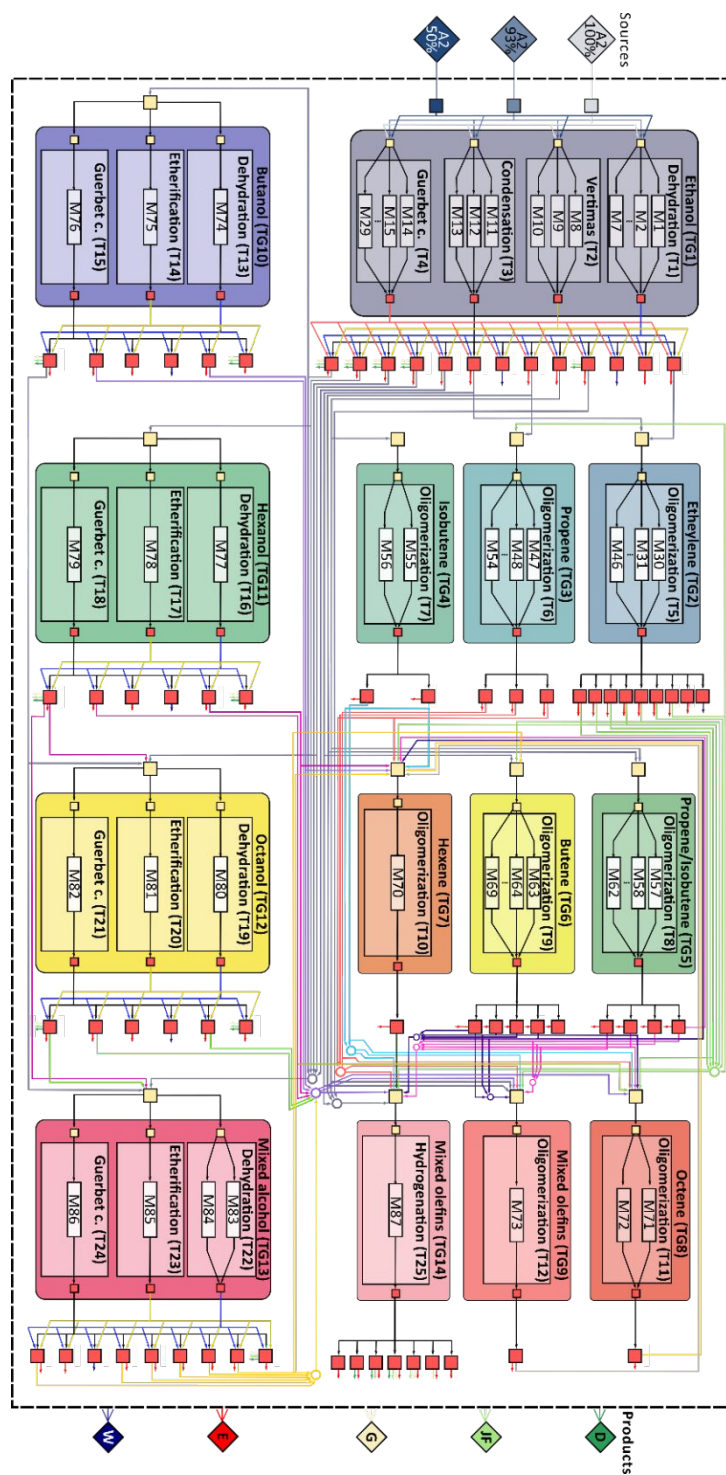 Sources
A2
100%
A2
93%
A2
50%
Ethanol (TG1)
Dehydration (T1)
M1
M2
⋮
M7
Vertimas (T2)
M8
M9
M10
Condensation (T3)
M11
M12
M13
Guerbet c. (T4)
M14
M15
⋮
M29
Etheylene (TG2)
Oligomerization (T5)
M30
M31
⋮
M46
Propene (TG3)
Oligomerization (T6)
M47
M48
⋮
M54
Isobutene (TG4)
Oligomerization (T7)
M55
M56
Propene/Isobutene (TG5)
Oligomerization (T8)
M57
M58
⋮
M62
Butene (TG6)
Oligomerization (T9)
M63
M64
⋮
M69
Hexene (TG7)
Oligomerization (T10)
M70
Octene (TG8)
Oligomerization (T11)
M71
M72
Mixed olefins (TG9)
Oligomerization (T12)
M73
Mixed olefins (TG14)
Hydrogenation (T25)
M87
Butanol (TG10)
Dehydration (T13)
M74
Etherification (T14)
M75
Guerbet c. (T15)
M76
Hexanol (TG11)
Dehydration (T16)
M77
Etherification (T17)
M78
Guerbet c. (T18)
M79
Octanol (TG12)
Dehydration (T19)
M80
Etherification (T20)
M81
Guerbet c. (T21)
M82
Mixed alcohol (TG13)
Dehydration (T22)
M83
M84
Etherification (T23)
M85
Guerbet c. (T24)
M86
Products
D
JF
G
E
W